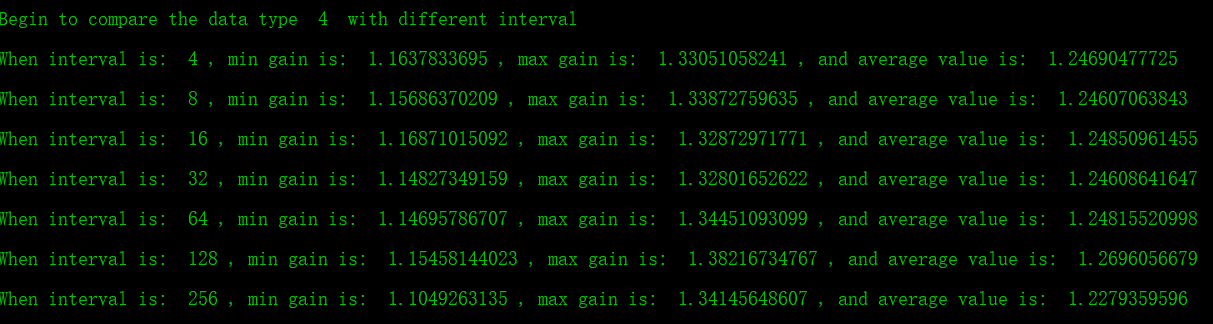 Begin to compare the data type  4  with different interval
When interval is:  4 , min gain is:  1.1637833695 , max gain is:  1.33051058241 , and average value is:  1.24690477725
When interval is:  8 , min gain is:  1.15686370209 , max gain is:  1.33872759635 , and average value is:  1.24607063843
When interval is:  16 , min gain is:  1.16871015092 , max gain is:  1.32872971771 , and average value is:  1.24850961455
When interval is:  32 , min gain is:  1.14827349159 , max gain is:  1.32801652622 , and average value is:  1.24608641647
When interval is:  64 , min gain is:  1.14695786707 , max gain is:  1.34451093099 , and average value is:  1.24815520998
When interval is:  128 , min gain is:  1.15458144023 , max gain is:  1.38216734767 , and average value is:  1.2696056679
When interval is:  256 , min gain is:  1.1049263135 , max gain is:  1.34145648607 , and average value is:  1.2279359596